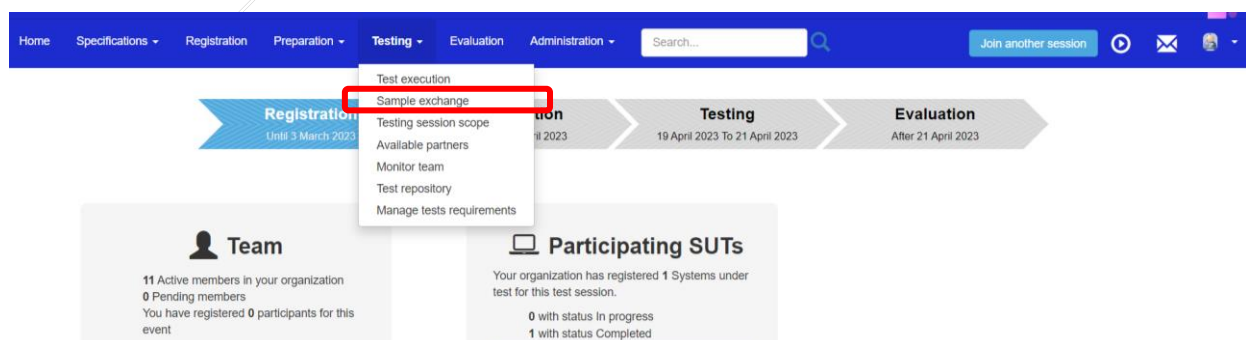 Home Specifications Registration Preparation Testing Evaluation Administration Search... Join another session
Test execution
Sample exchange
Testing session scope
Available partners
Monitor team
Test repository
Manage tests requirements
Registration
Until 3 March 2023
2023
Testing
19 April 2023 To 21 April 2023
Evaluation
After 21 April 2023
Team
11 Active members in your organization
0 Pending members
You have registered 0 participants for this
event
Participating SUTs
Your organization has registered 1 Systems under
test for this test session.
0 with status In progress
1 with status Completed